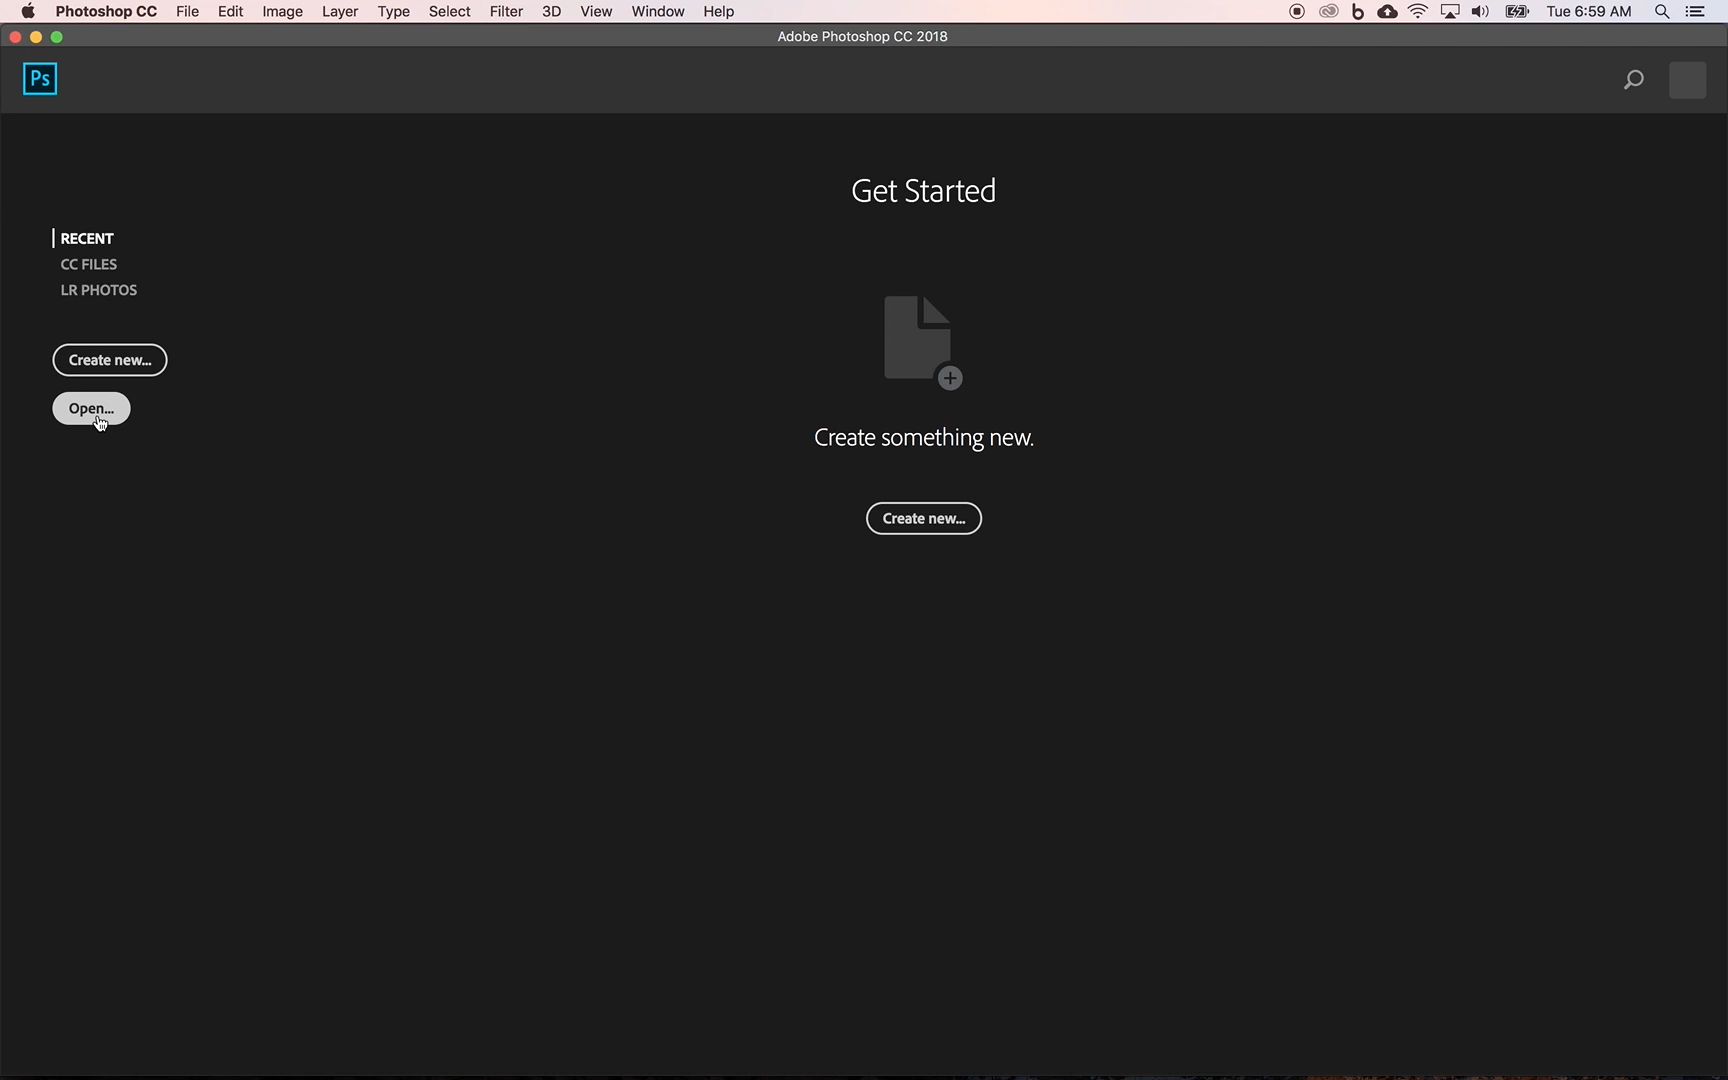 Photoshop CC File Edit Image Layer Type Select Filter 3D View Window Help Tue 6:59 AM
Adobe Photoshop CC 2018
Ps
Get Started
RECENT
CC FILES
LR PHOTOS
Create new...
Open...
Create something new.
Create new...